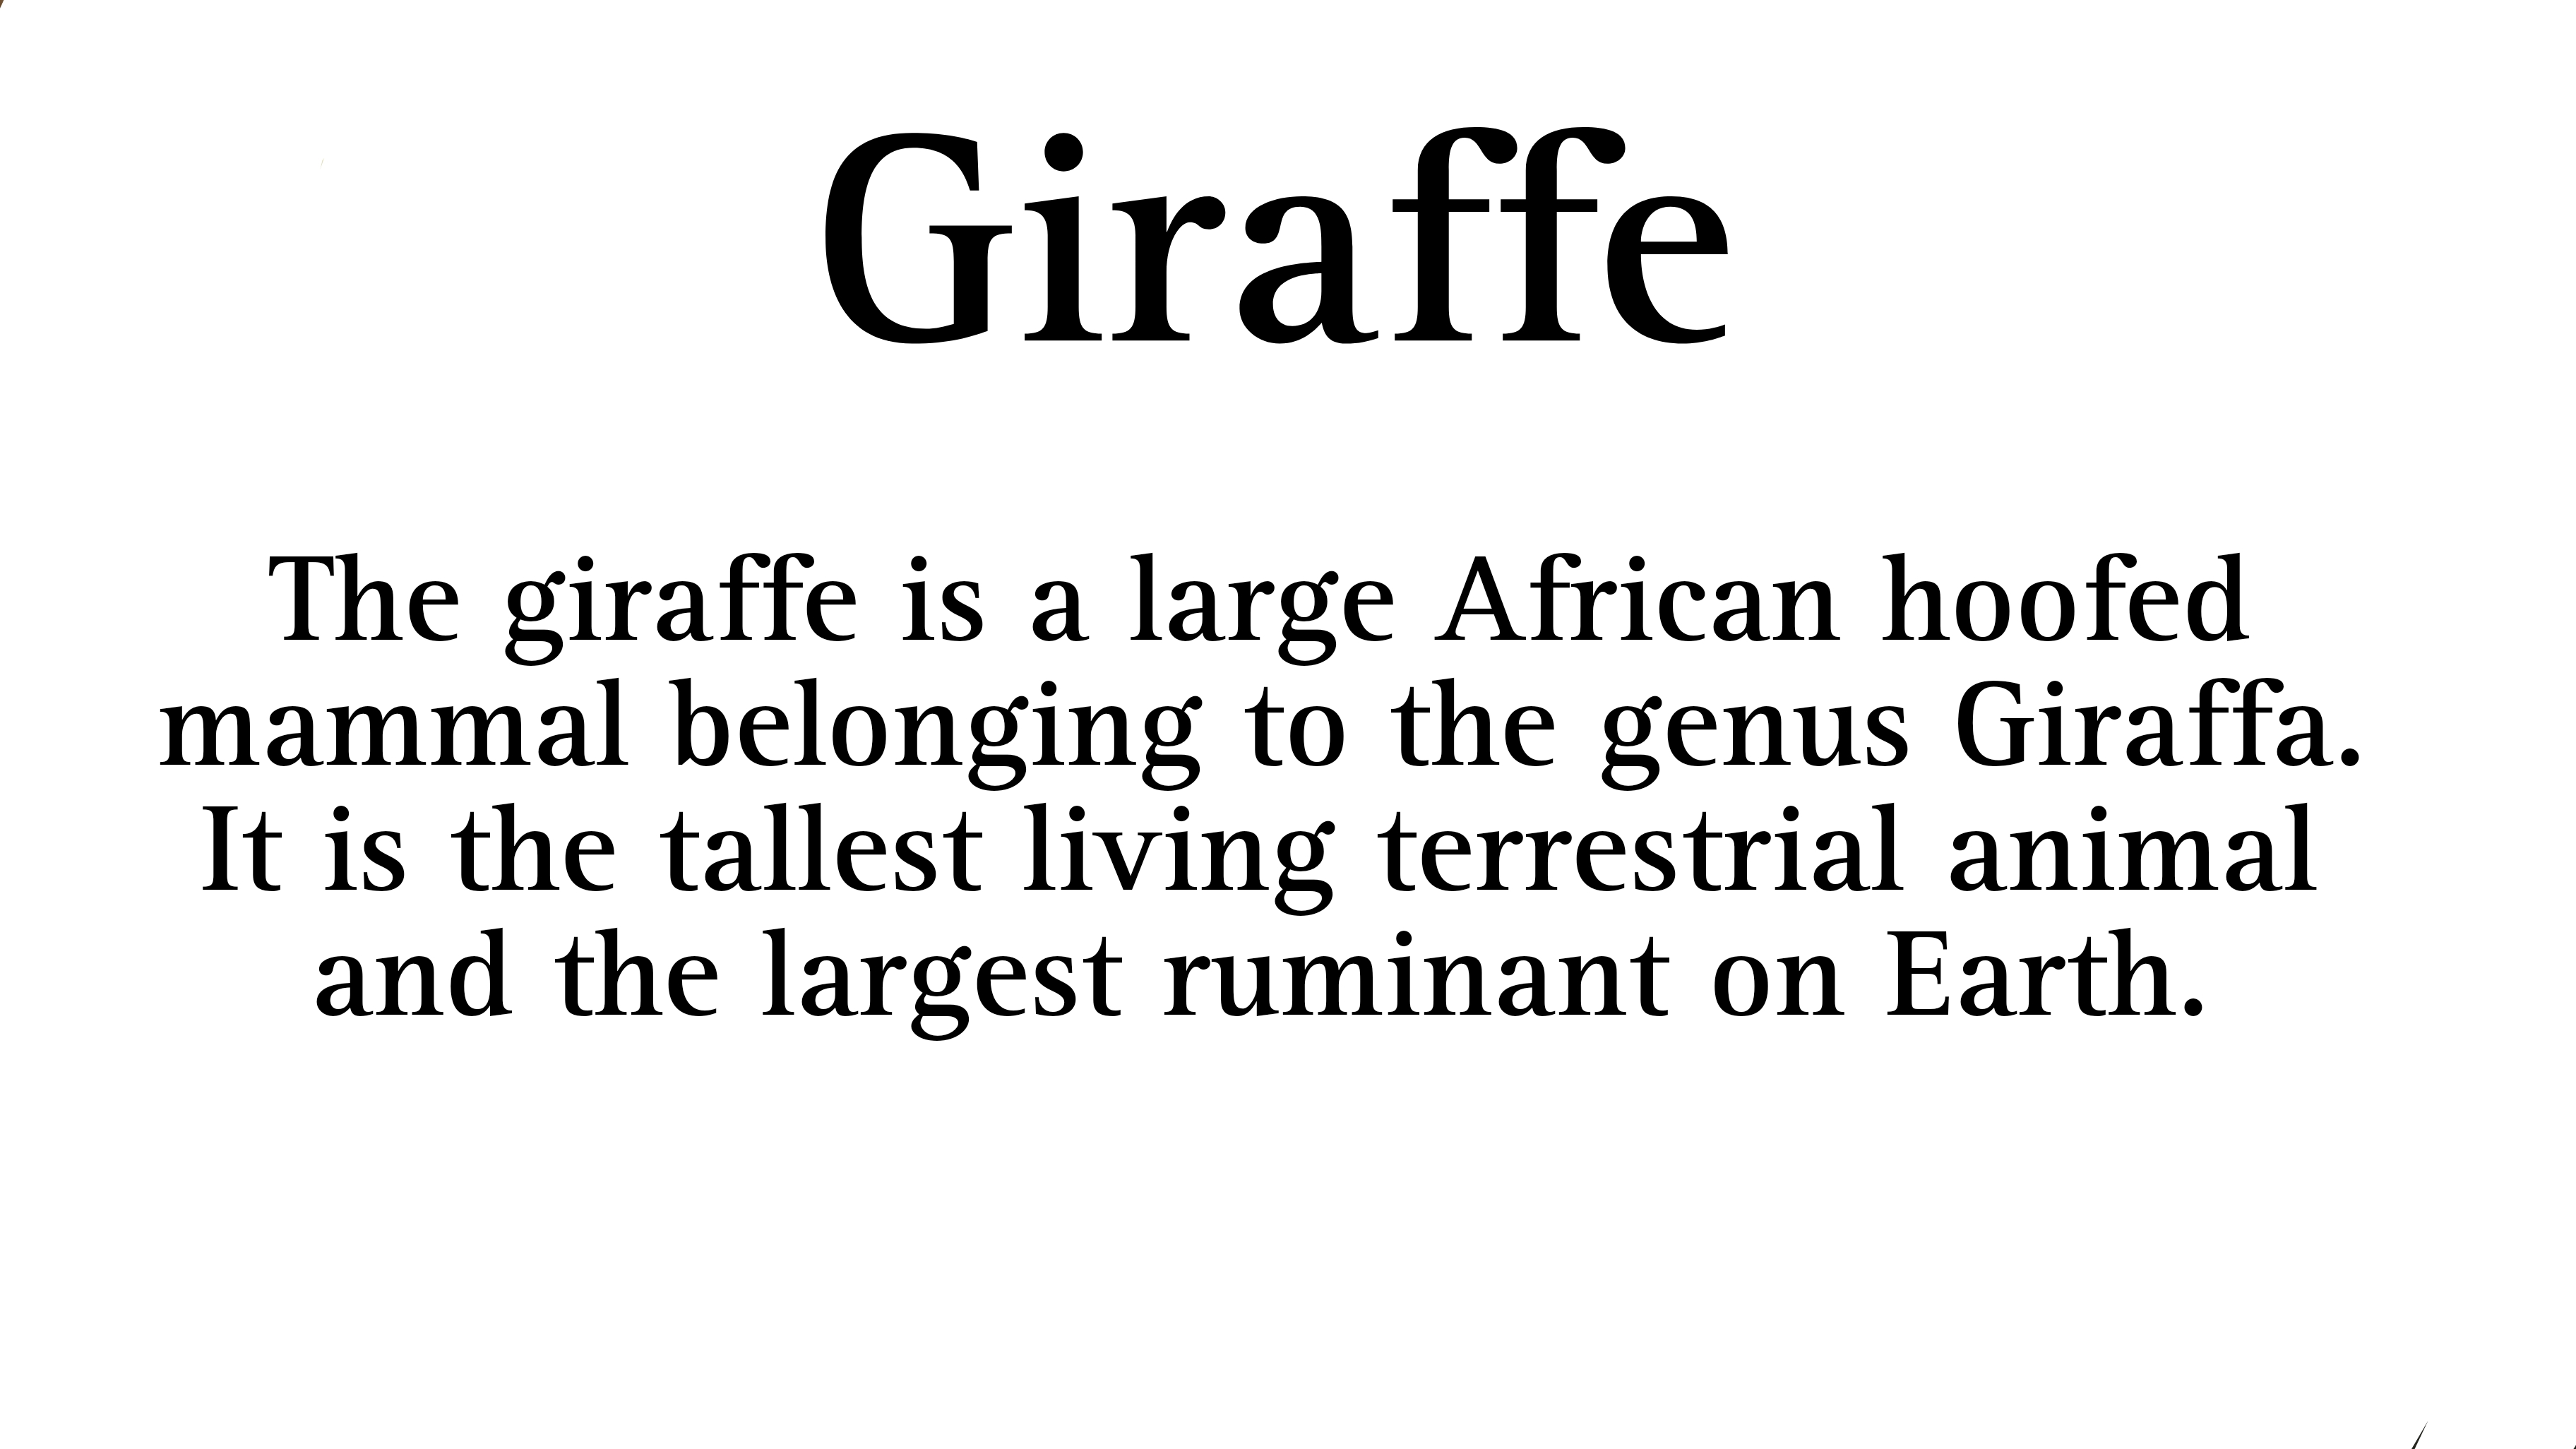 Giraffe
The giraffe is a large African hoofed
mammal belonging to the genus Giraffa.
It is the tallest living terrestrial animal
and the largest ruminant on Earth.